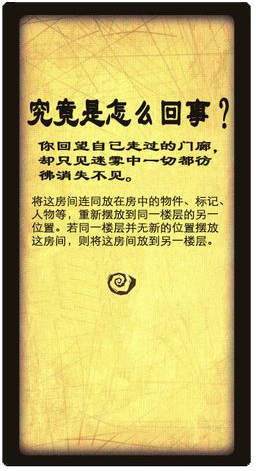 究竟是怎么回事？
你回望自己走过的门廊，
却只见迷雾中一切都彷
彿消失不见。
将这房间连同放在房中的物件、标记、
人物等，重新摆放到同一楼层的另一
位置。若同一楼层并无新的位置摆放
这房间，则将这房间放到另一楼层。